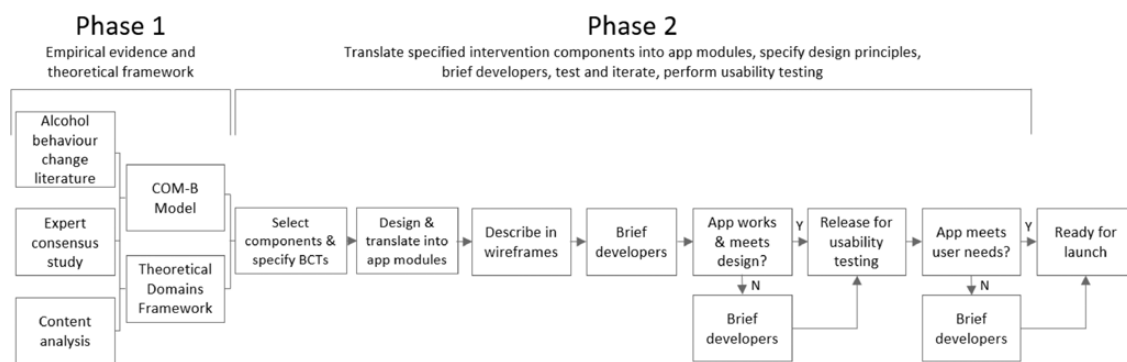 Phase 1
Empirical evidence and
theoretical framework
Phase 2
Translate specified intervention components into app modules, specify design principles,
brief developers, test and iterate, perform usability testing
Alcohol
behaviour
change
literature
Expert
consensus
study
Content
analysis
COM-B
Model
Theoretical
Domains
Framework
Select
components &
specify BCTs
Design &
translate into
app modules
Describe in
wireframes
Brief
developers
App works
& meets
design?
Y
N
Brief
developers
Release for
usability
testing
App meets
user needs?
Y
N
Brief
developers
Ready for
launch